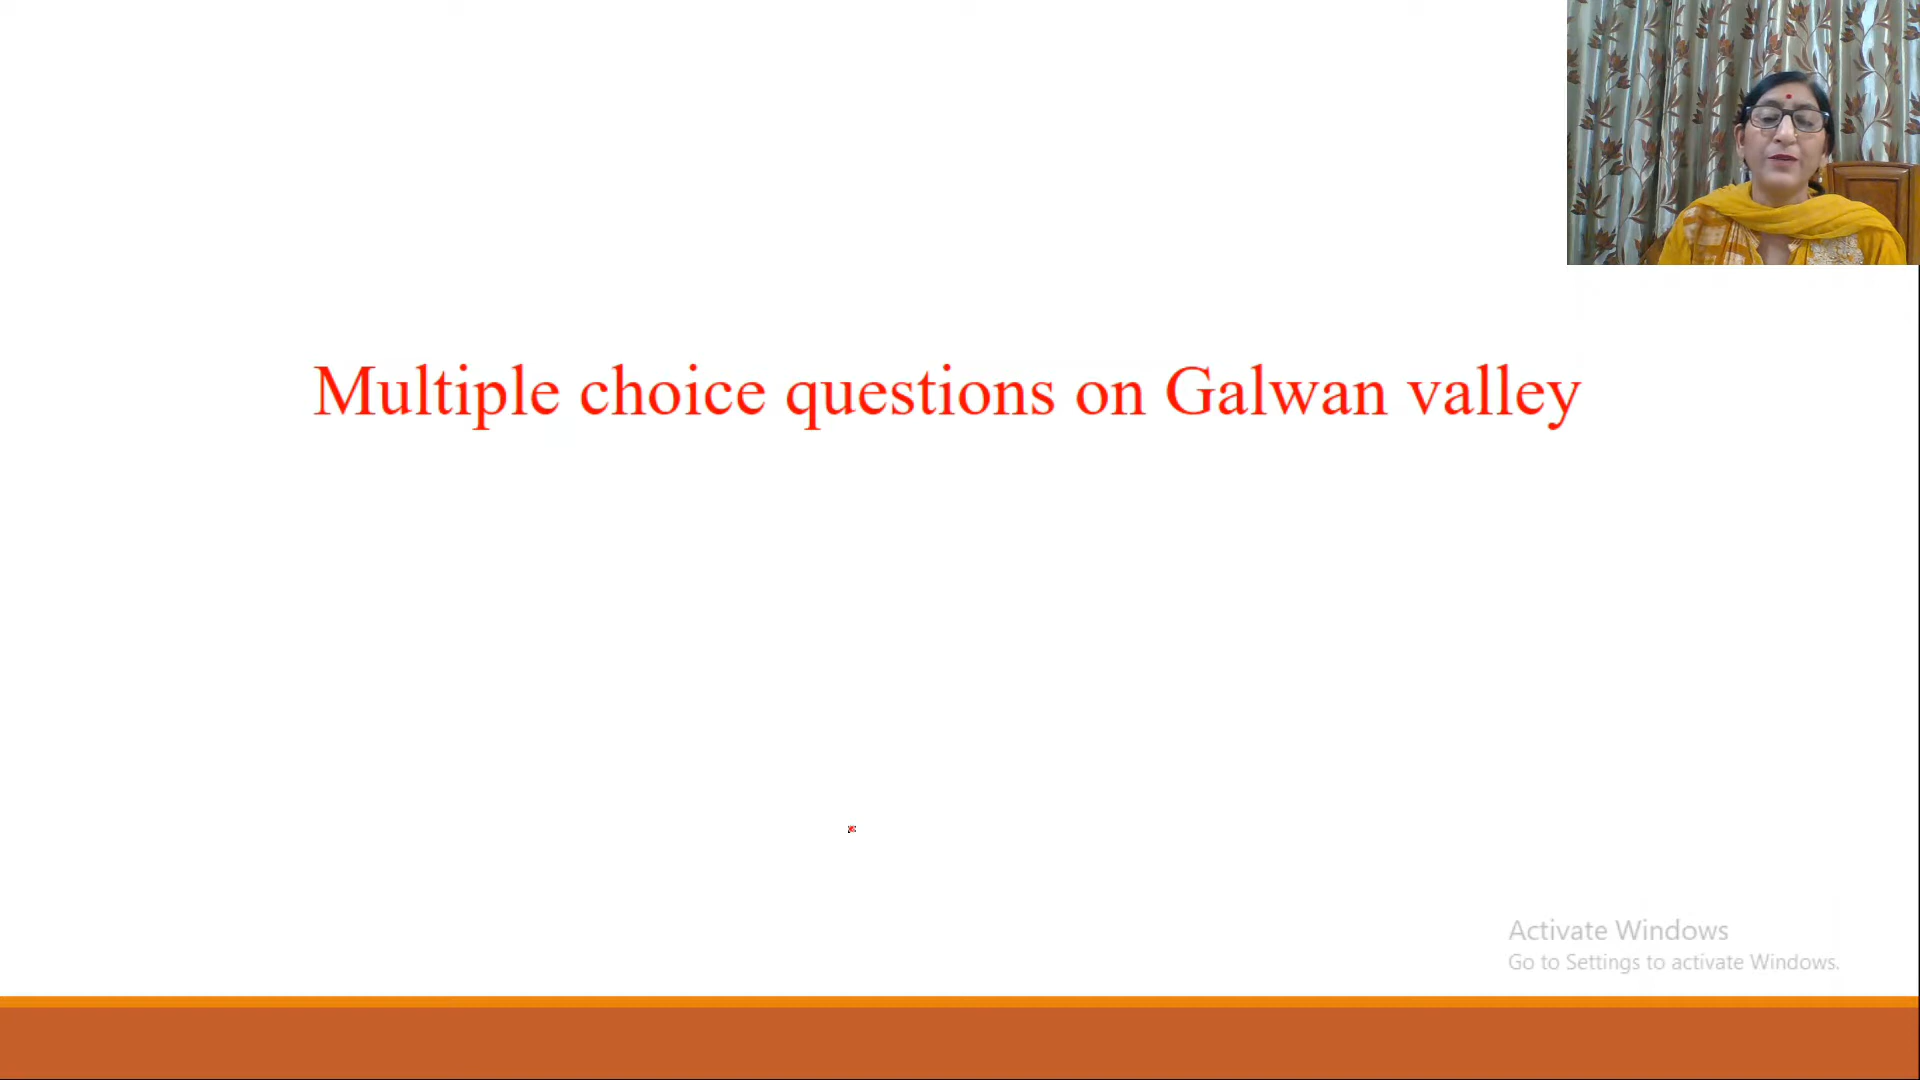 Multiple choice questions on Galwan valley
Activate Windows
Go to Settings to activate Windows.